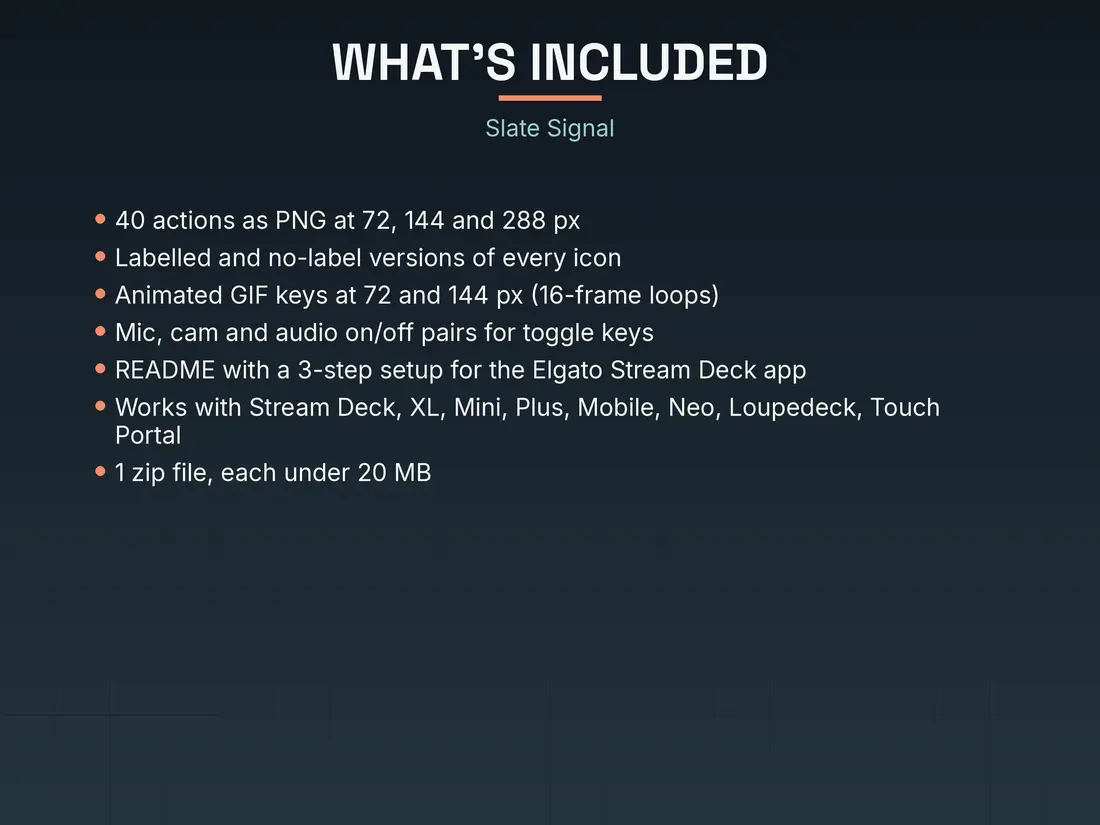 WHAT’S INCLUDED
Slate Signal
• 40 actions as PNG at 72, 144 and 288 px
• Labelled and no-label versions of every icon
• Animated GIF keys at 72 and 144 px (16-frame loops)
• Mic, cam and audio on/off pairs for toggle keys
• README with a 3-step setup for the Elgato Stream Deck app
• Works with Stream Deck, XL, Mini, Plus, Mobile, Neo, Loupedeck, Touch
Portal
• 1 zip file, each under 20 MB